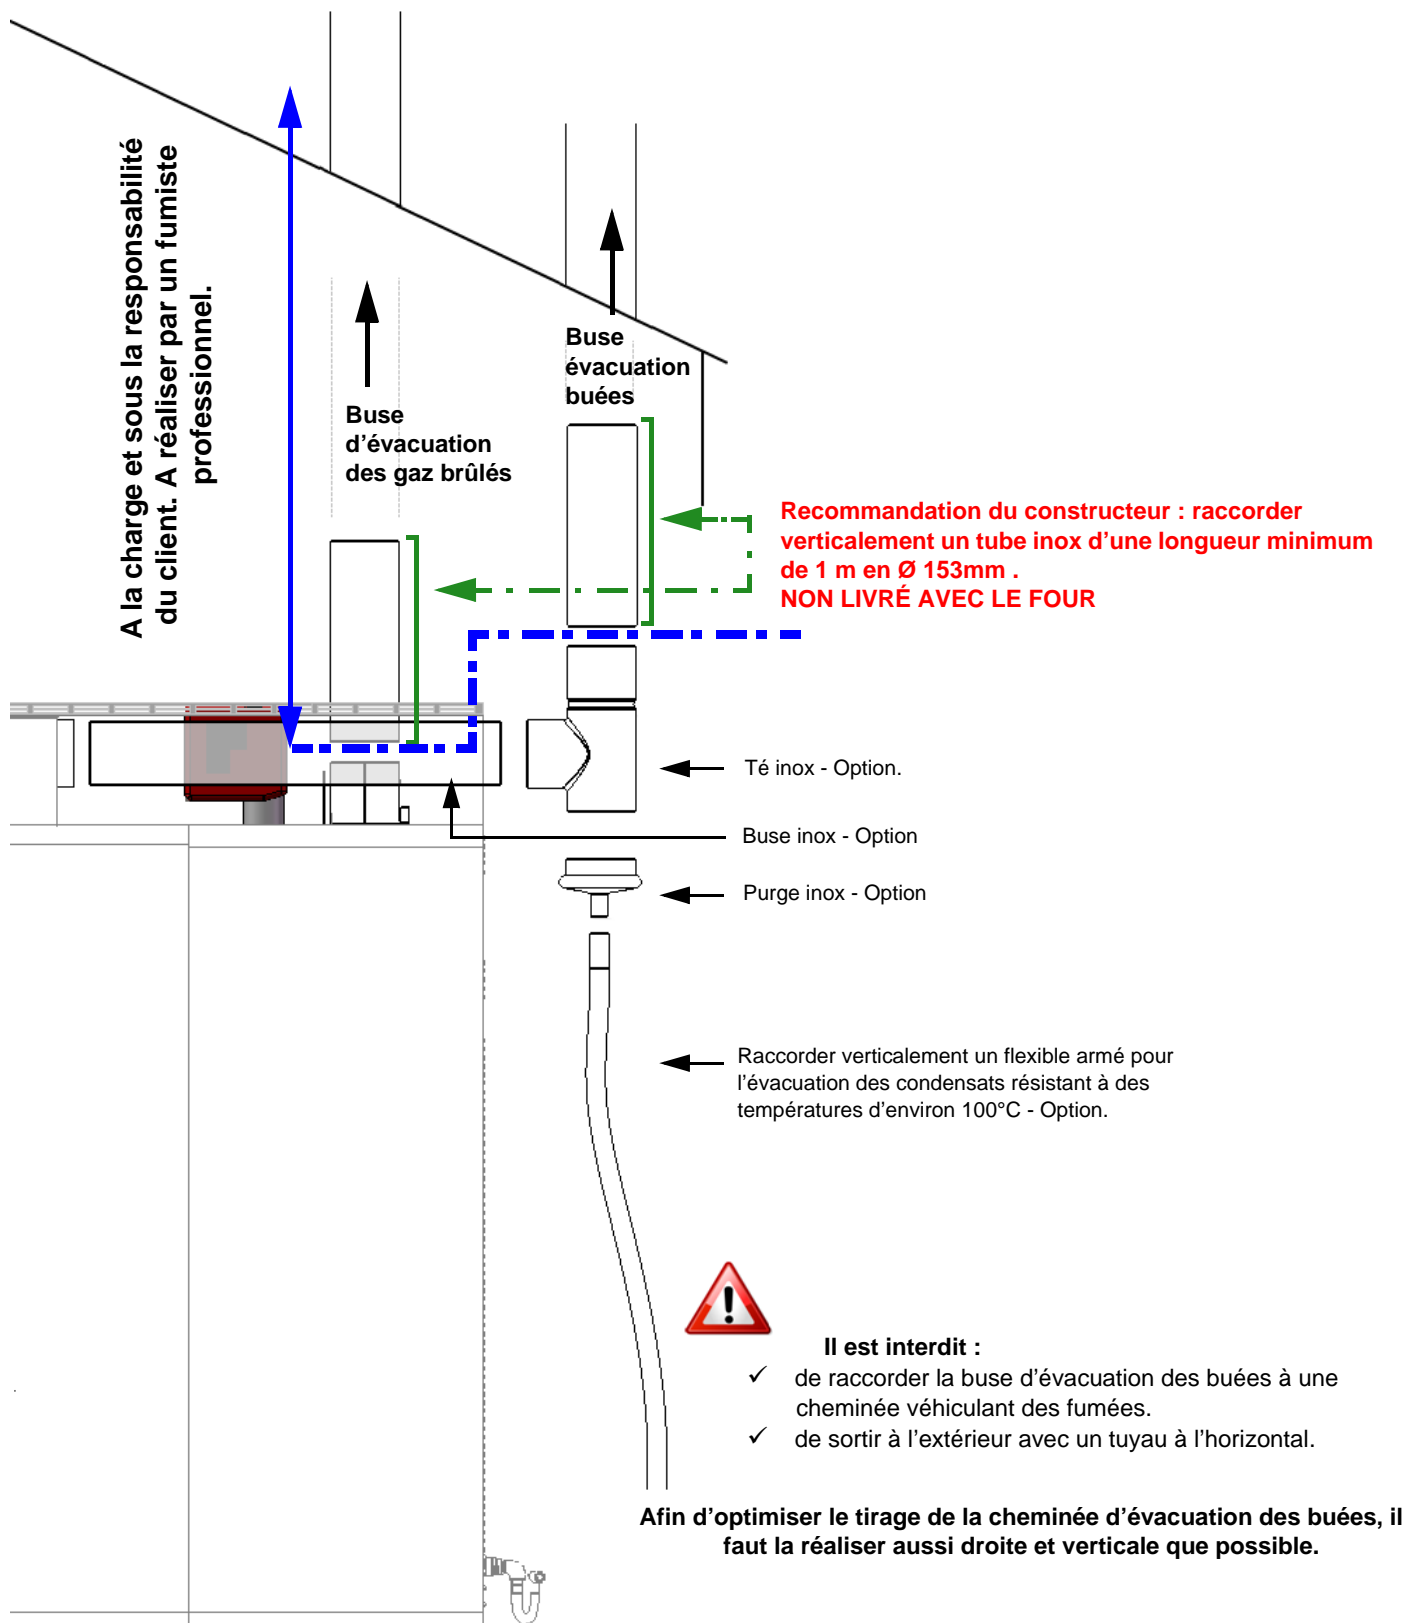 A la charge et sous la responsabilité
du client. A réaliser par un fumiste
professionnel.
Buse
évacuation
buées
Buse
d’évacuation
des gaz brûlés
Recommandation du constructeur : raccorder
verticalement un tube inox d’une longueur minimum
de 1 m en Ø 153mm .
NON LIVRÉ AVEC LE FOUR
Té inox - Option.
Buse inox - Option
Purge inox - Option
Raccorder verticalement un flexible armé pour
l’évacuation des condensats résistant à des
températures d’environ 100°C - Option.
Il est interdit :
✓ de raccorder la buse d’évacuation des buées à une
cheminée véhiculant des fumées.
✓ de sortir à l’extérieur avec un tuyau à l’horizontal.
Afin d’optimiser le tirage de la cheminée d’évacuation des buées, il
faut la réaliser aussi droite et verticale que possible.